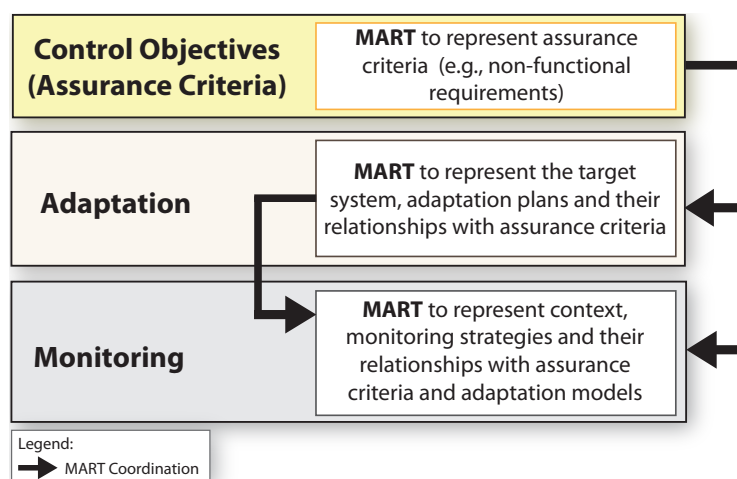 Control Objectives
(Assurance Criteria)
MART to represent assurance
criteria (e.g., non-functional
requirements)
Adaptation
MART to represent the target
system, adaptation plans and their
relationships with assurance criteria
Monitoring
MART to represent context,
monitoring strategies and their
relationships with assurance
criteria and adaptation models
Legend:
MART Coordination